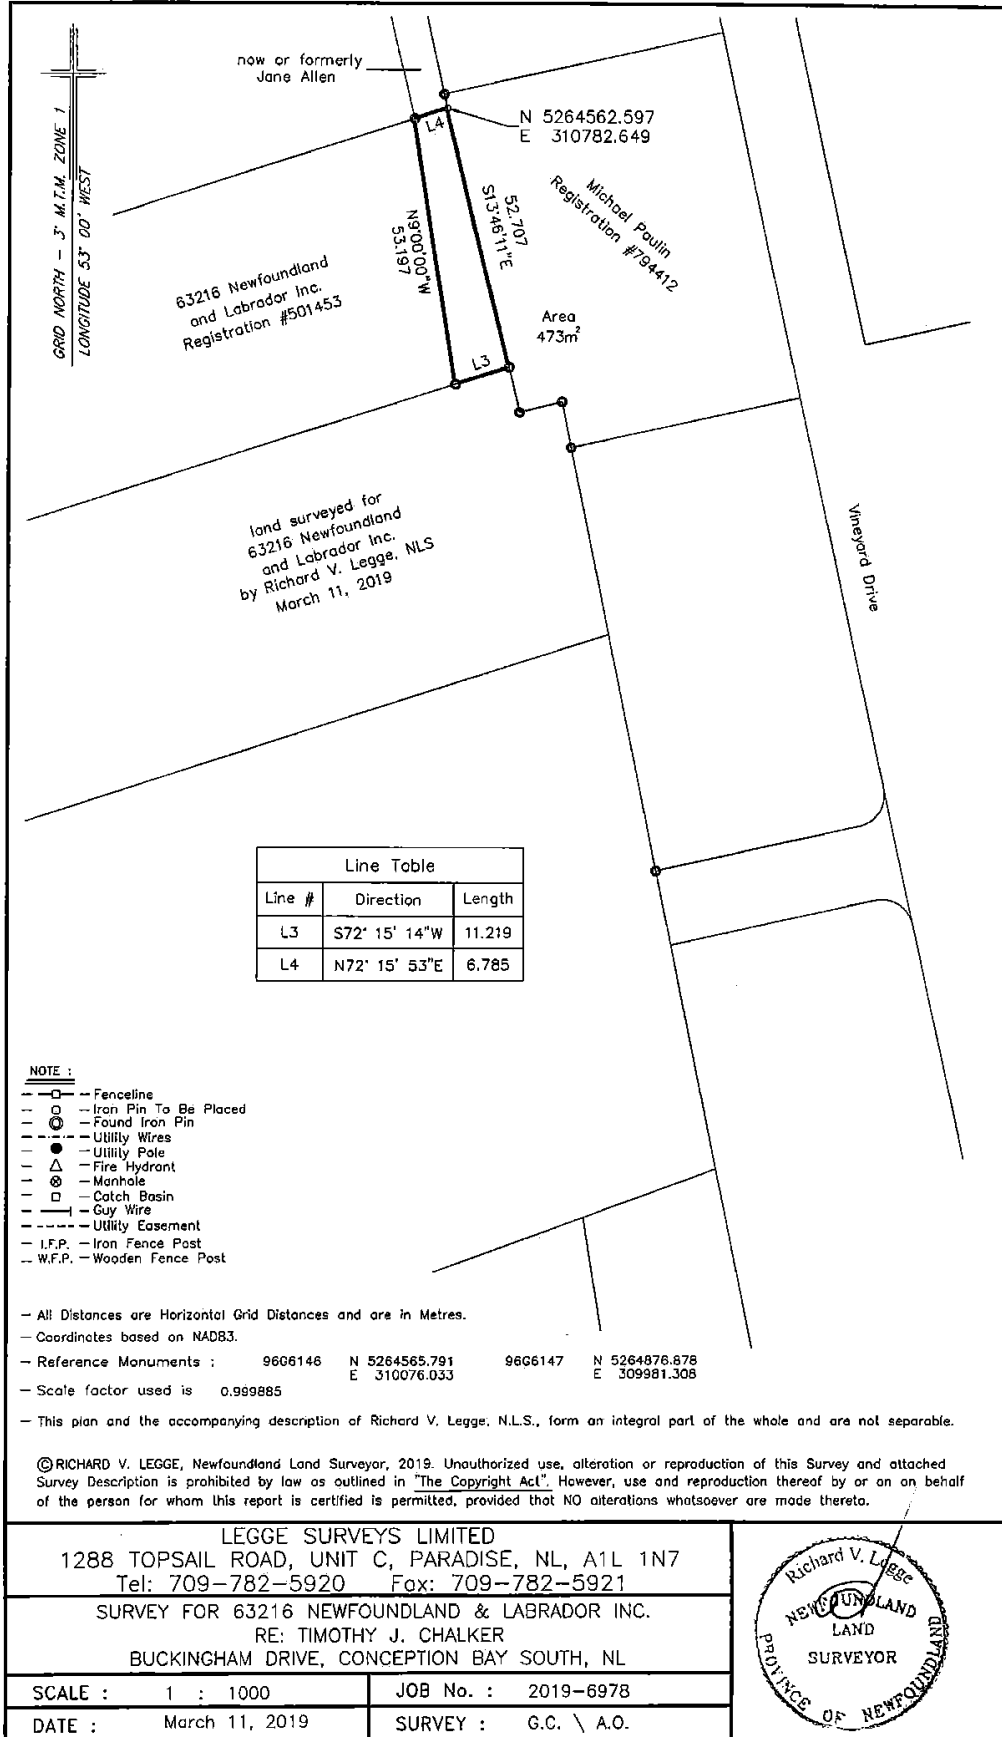 GRID NORTH – 3° M.T.M. ZONE 1
LONGITUDE 53° 00' WEST
now or formerly
Jane Allen
L4
N 5264562.597
E 310782.649
Michael Paulin
Registration #794412
52.707
S13°46'11"E
N9°00'00"W
53.197
63216 Newfoundland
and Labrador Inc.
Registration #501453
Area
473m²
L3
land surveyed for
63216 Newfoundland
and Labrador Inc.
by Richard V. Legge, NLS
March 11, 2019
Vineyard Drive
Line Table
Line # Direction Length
L3 S72° 15' 14"W 11.219
L4 N72° 15' 53"E 6.785
NOTE :
– Fenceline
– Iron Pin To Be Placed
– Found Iron Pin
– Utility Wires
– Utility Pole
– Fire Hydrant
– Manhole
– Catch Basin
– Guy Wire
– Utility Easement
– I.F.P. – Iron Fence Post
– W.F.P. – Wooden Fence Post
– All Distances are Horizontal Grid Distances and are in Metres.
– Coordinates based on NAD83.
– Reference Monuments : 96G6146 N 5264565.791 96G6147 N 5264876.878
E 310076.033 E 309981.308
– Scale factor used is 0.999885
– This plan and the accompanying description of Richard V. Legge, N.L.S., form an integral part of the whole and are not separable.
©RICHARD V. LEGGE, Newfoundland Land Surveyor, 2019. Unauthorized use, alteration or reproduction of this Survey and attached
Survey Description is prohibited by law as outlined in "The Copyright Act". However, use and reproduction thereof by or on on behalf
of the person for whom this report is certified is permitted, provided that NO alterations whatsoever are made thereto.
LEGGE SURVEYS LIMITED
1288 TOPSAIL ROAD, UNIT C, PARADISE, NL, A1L 1N7
Tel: 709–782–5920 Fax: 709–782–5921
SURVEY FOR 63216 NEWFOUNDLAND & LABRADOR INC.
RE: TIMOTHY J. CHALKER
BUCKINGHAM DRIVE, CONCEPTION BAY SOUTH, NL
SCALE : 1 : 1000
JOB No. : 2019–6978
DATE : March 11, 2019
SURVEY : G.C. \ A.O.
Richard V. Legge
NEWFOUNDLAND
LAND
SURVEYOR
PROVINCE OF NEWFOUNDLAND